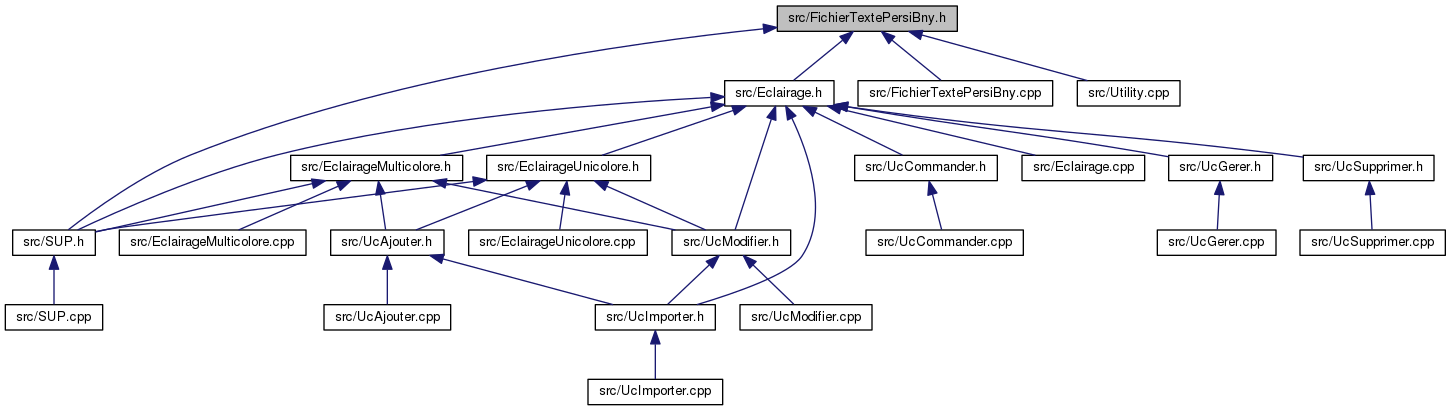 src/FichierTextePersiBny.h
src/Eclairage.h
src/FichierTextePersiBny.cpp
src/Utility.cpp
src/EclairageMulticolore.h
src/EclairageUnicolore.h
src/UcCommander.h
src/Eclairage.cpp
src/UcGerer.h
src/UcSupprimer.h
src/SUP.h
src/EclairageMulticolore.cpp
src/UcAjouter.h
src/EclairageUnicolore.cpp
src/UcModifier.h
src/UcCommander.cpp
src/UcGerer.cpp
src/UcSupprimer.cpp
src/SUP.cpp
src/UcAjouter.cpp
src/UcImporter.h
src/UcModifier.cpp
src/UcImporter.cpp